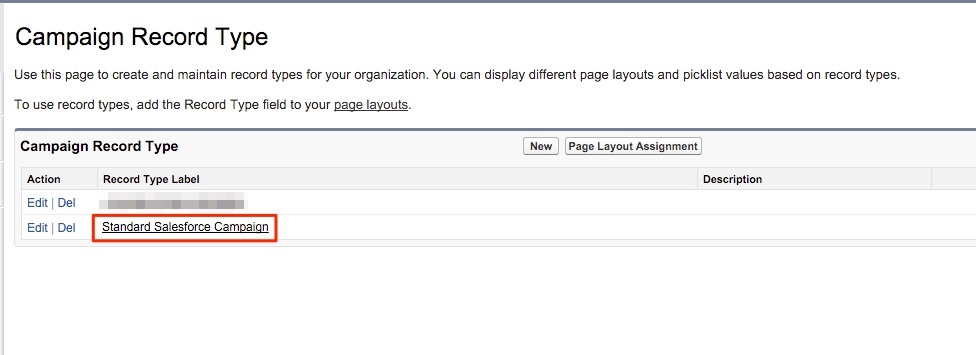 Campaign Record Type
Use this page to create and maintain record types for your organization. You can display different page layouts and picklist values based on record types.
To use record types, add the Record Type field to your page layouts.
Campaign Record Type New Page Layout Assignment
Action Record Type Label Description
Edit | Del
Edit | Del Standard Salesforce Campaign